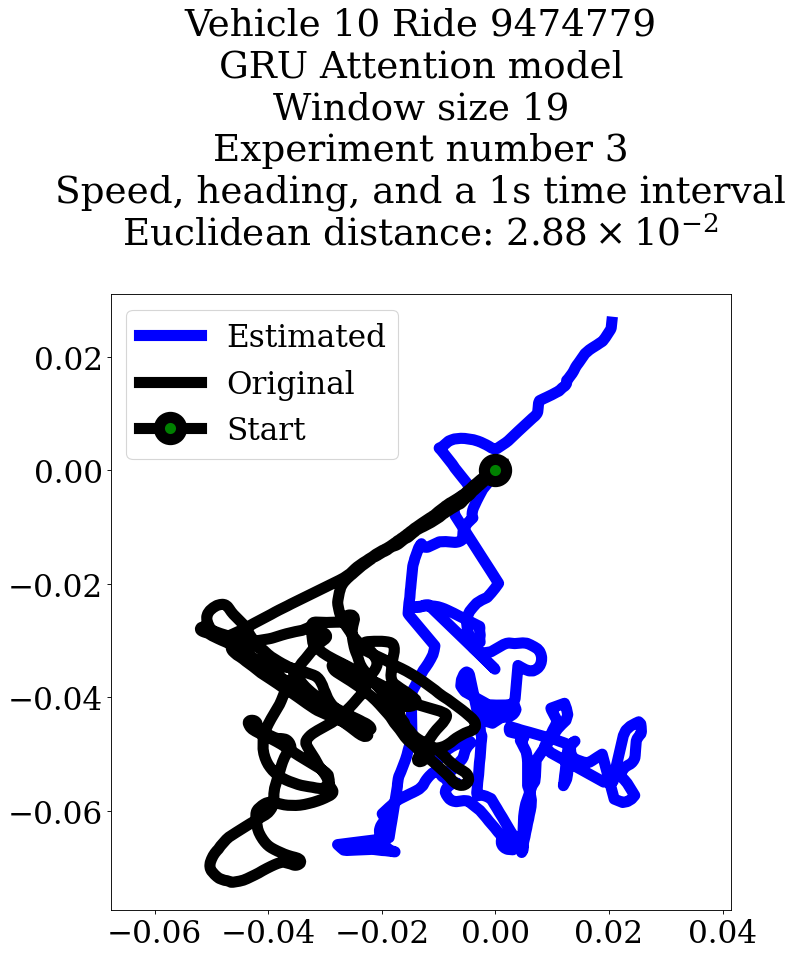 Vehicle 10 Ride 9474779
GRU Attention model
Window size 19
Experiment number 3
Speed, heading, and a 1s time interval
Euclidean distance: 2.88 × 10⁻²
Estimated
Original
Start
0.02
0.00
−0.02
−0.04
−0.06
−0.06 −0.04 −0.02 0.00 0.02 0.04